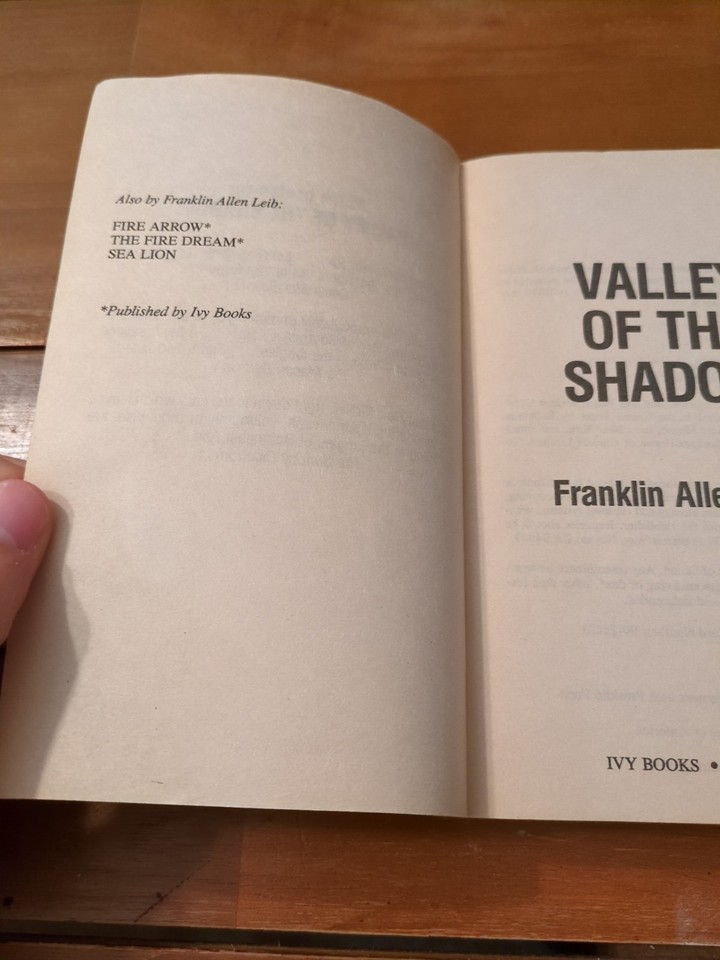 Also by Franklin Allen Leib:
FIRE ARROW*
THE FIRE DREAM*
SEA LION
*Published by Ivy Books
VALLEY
OF TH
SHADO
Franklin Alle
IVY BOOKS •